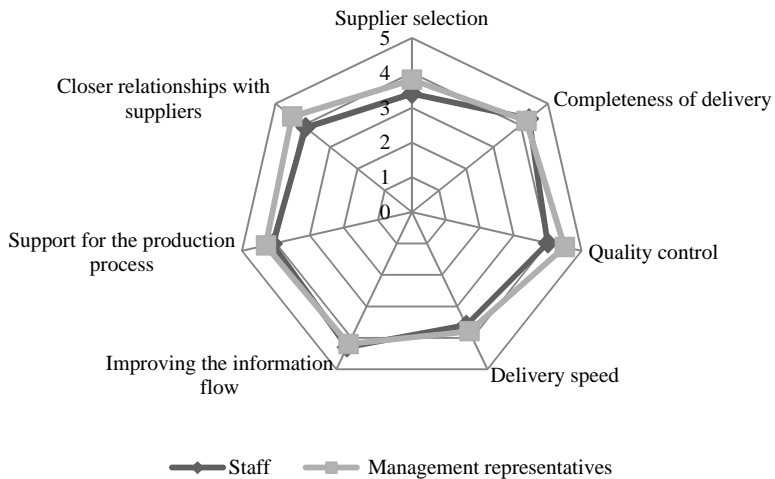 Supplier selection
5
4
3
2
1
0
Closer relationships with
suppliers
Completeness of delivery
Support for the production
process
Quality control
Improving the information
flow
Delivery speed
Staff
Management representatives